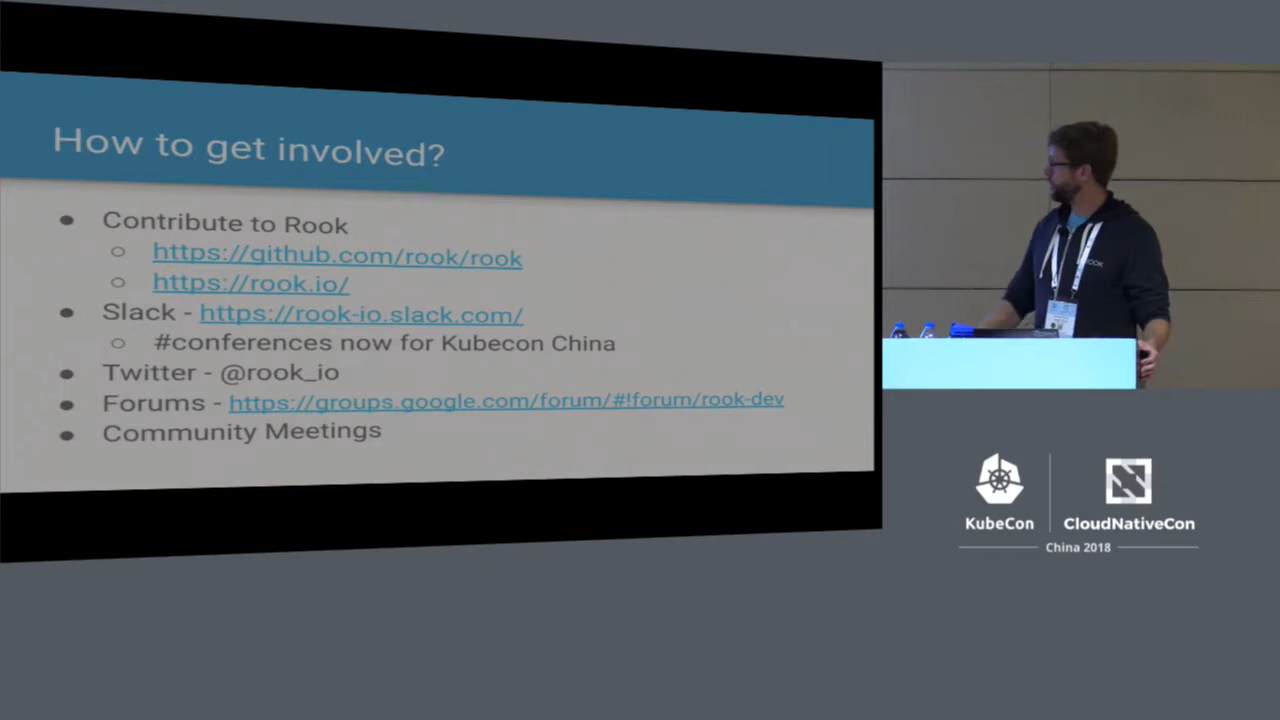 How to get involved?
Contribute to Rook
https://github.com/rook/rook
https://rook.io/
Slack - https://rook-io.slack.com/
#conferences now for Kubecon China
Twitter - @rook_io
Forums - https://groups.google.com/forum/#!forum/rook-dev
Community Meetings
ROOK
KubeCon
CloudNativeCon
China 2018